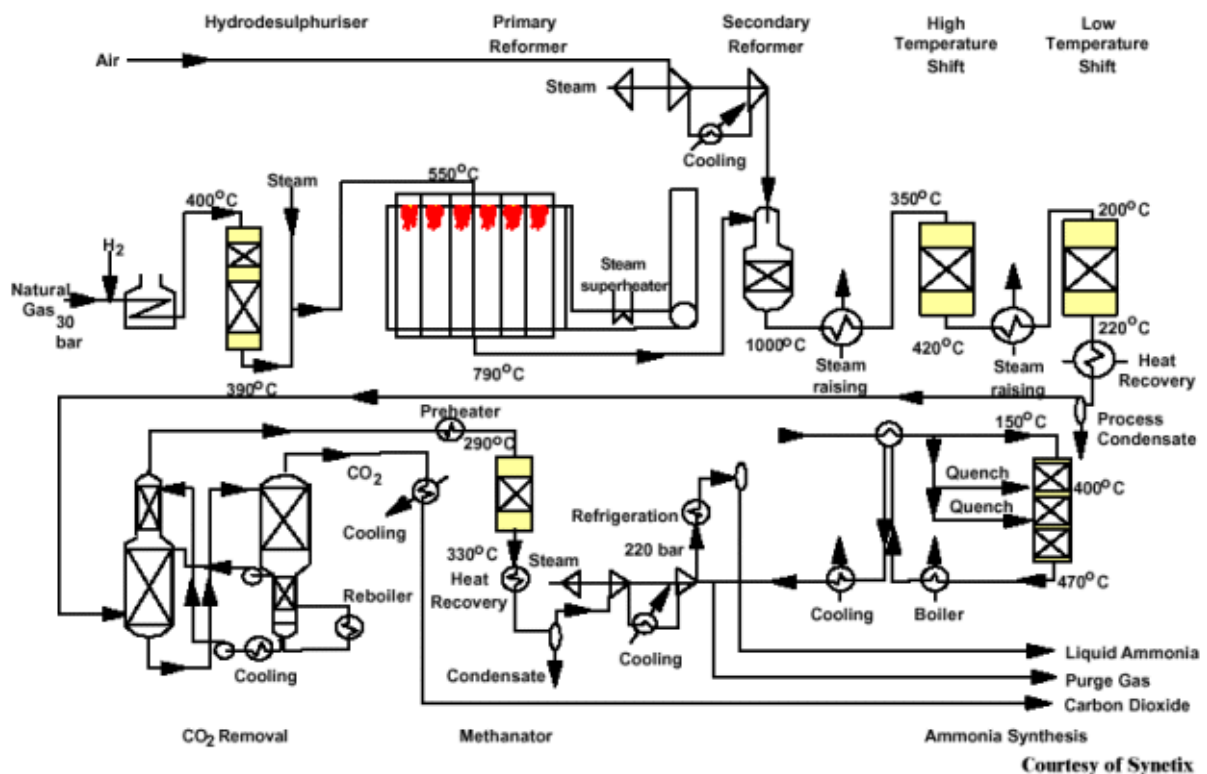 Hydrodesulphuriser
Primary
Reformer
Secondary
Reformer
High
Temperature
Shift
Low
Temperature
Shift
Air
Steam
Cooling
Steam
400°C
550°C
350°C
200°C
H2
Natural
Gas
30
bar
Steam
superheater
390°C
790°C
1000°C
Steam
raising
420°C
Steam
raising
220°C
Heat
Recovery
Process
Condensate
Preheater
290°C
CO2
Cooling
150°C
Quench
400°C
Quench
Refrigeration
220 bar
330°C
Heat
Recovery
Steam
470°C
Reboiler
Cooling
Cooling
Cooling
Boiler
Condensate
Liquid Ammonia
Purge Gas
Carbon Dioxide
CO2 Removal
Methanator
Ammonia Synthesis
Courtesy of Synetix